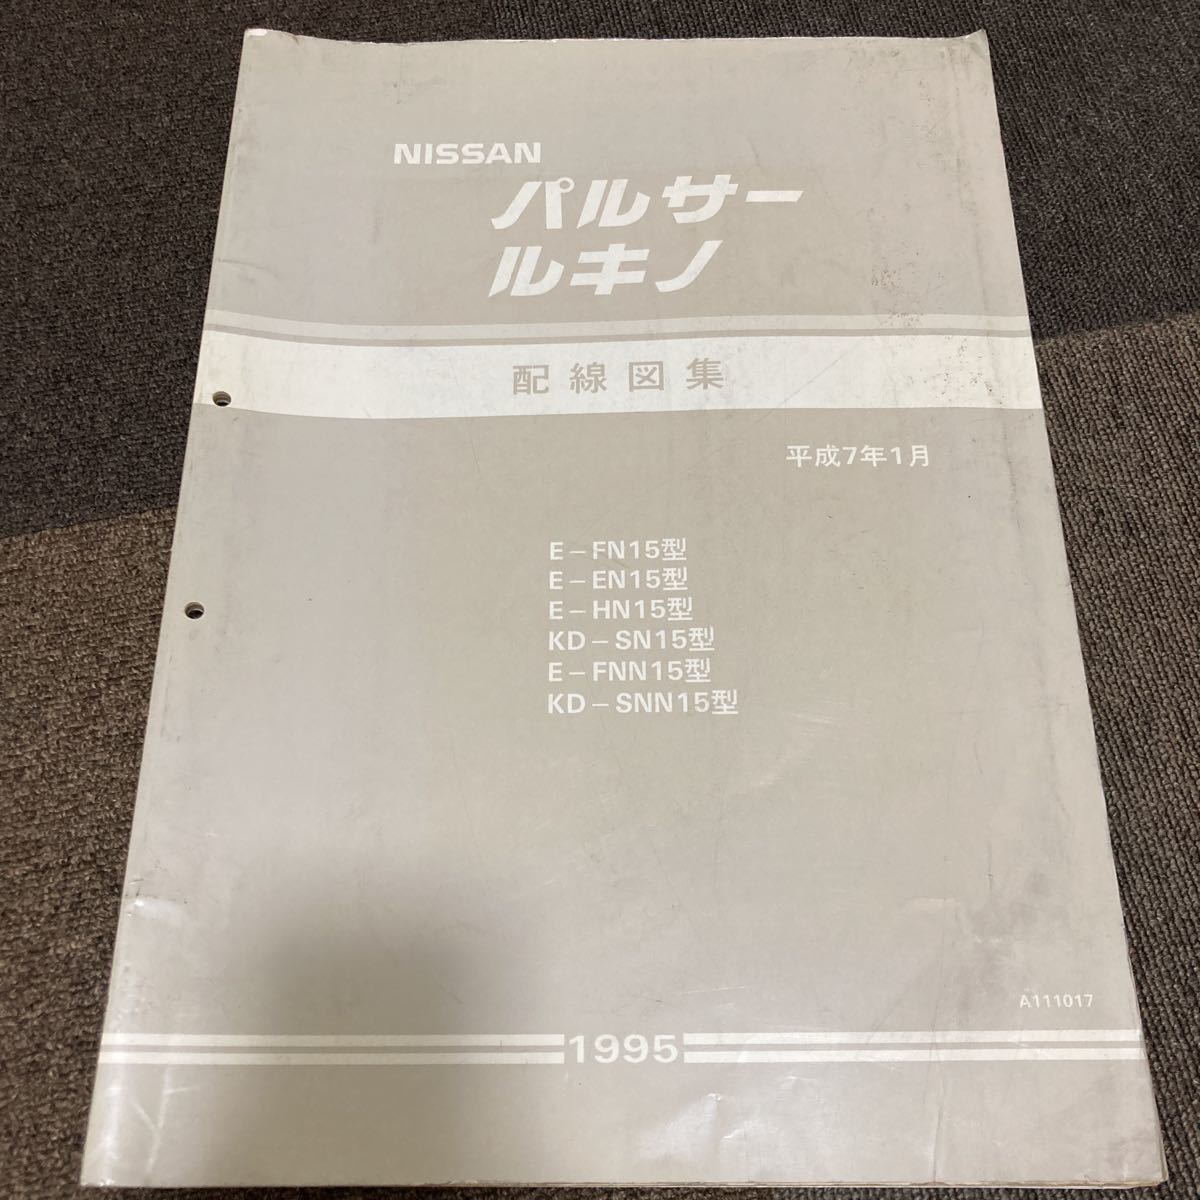 NISSAN
パルサー
ルキノ
配線図集
平成7年1月
E－FN15型
E－EN15型
E－HN15型
KD－SN15型
E－FNN15型
KD－SNN15型
A111017
1995